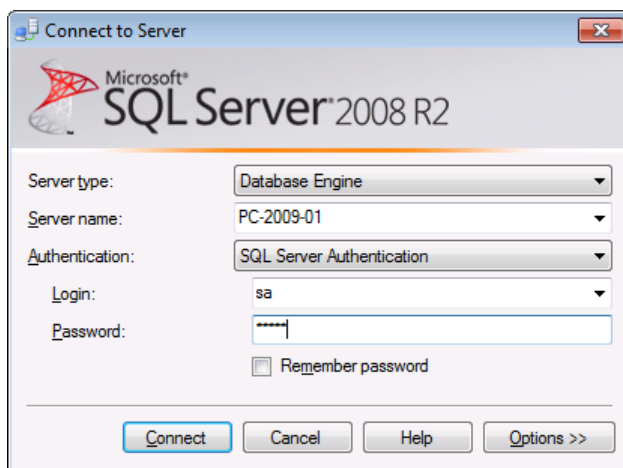 Connect to Server
Microsoft®
SQL Server® 2008 R2
Server type: Database Engine
Server name: PC-2009-01
Authentication: SQL Server Authentication
Login: sa
Password: *****
Remember password
Connect Cancel Help Options >>